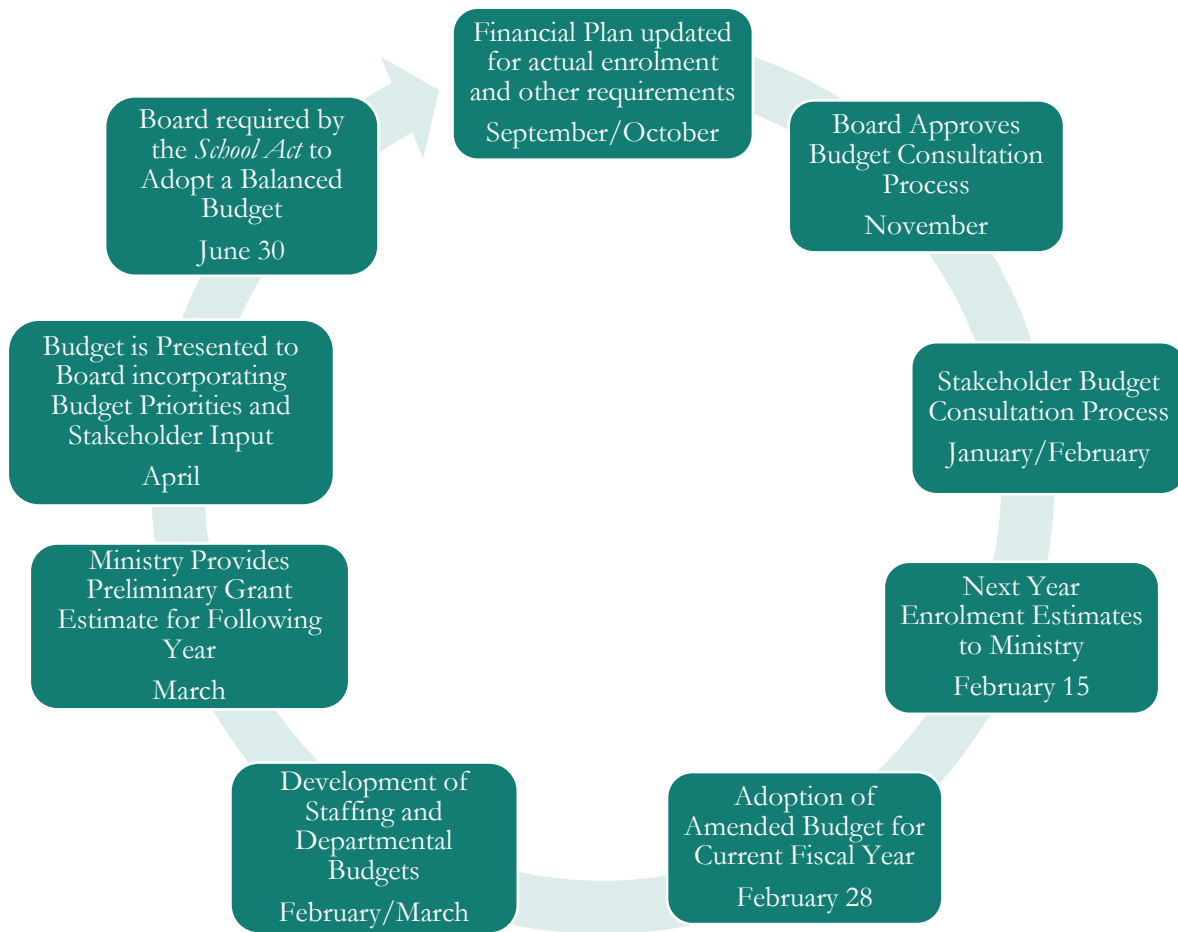 Financial Plan updated
for actual enrolment
and other requirements
September/October
Board Approves
Budget Consultation
Process
November
Stakeholder Budget
Consultation Process
January/February
Next Year
Enrolment Estimates
to Ministry
February 15
Adoption of
Amended Budget for
Current Fiscal Year
February 28
Development of
Staffing and
Departmental
Budgets
February/March
Ministry Provides
Preliminary Grant
Estimate for Following
Year
March
Budget is Presented to
Board incorporating
Budget Priorities and
Stakeholder Input
April
Board required by
the School Act to
Adopt a Balanced
Budget
June 30